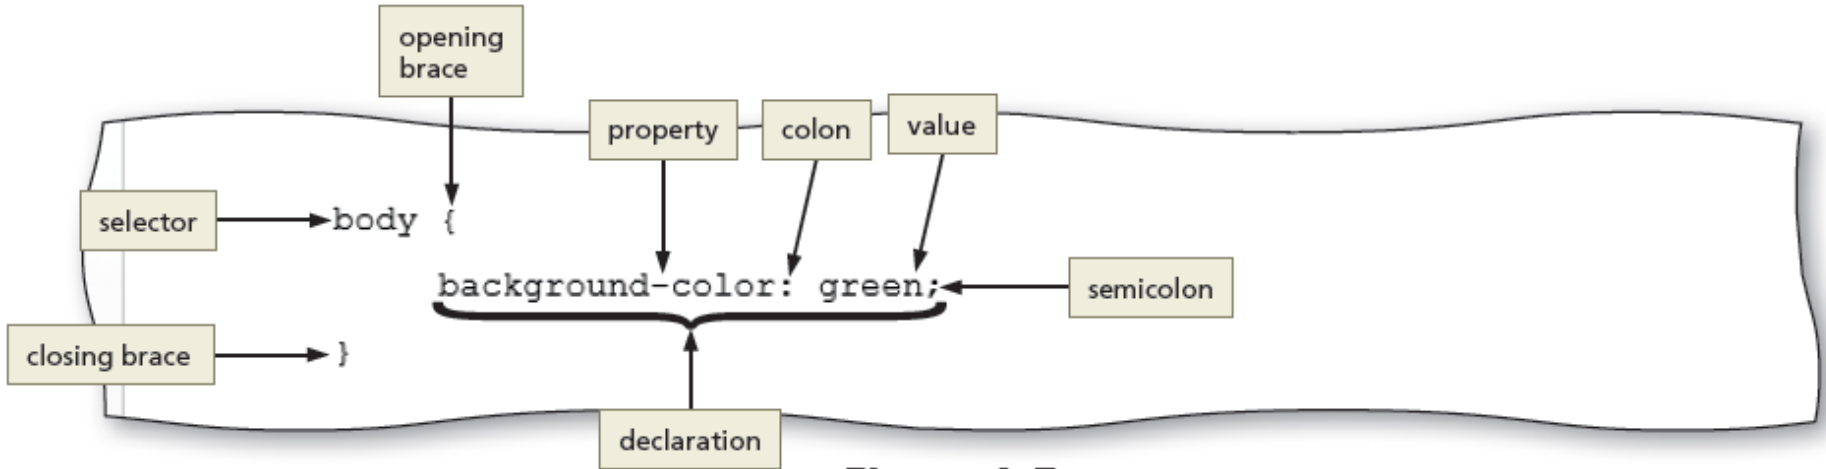 opening
brace
property
colon
value
selector
body {
background-color: green;
semicolon
closing brace
}
declaration